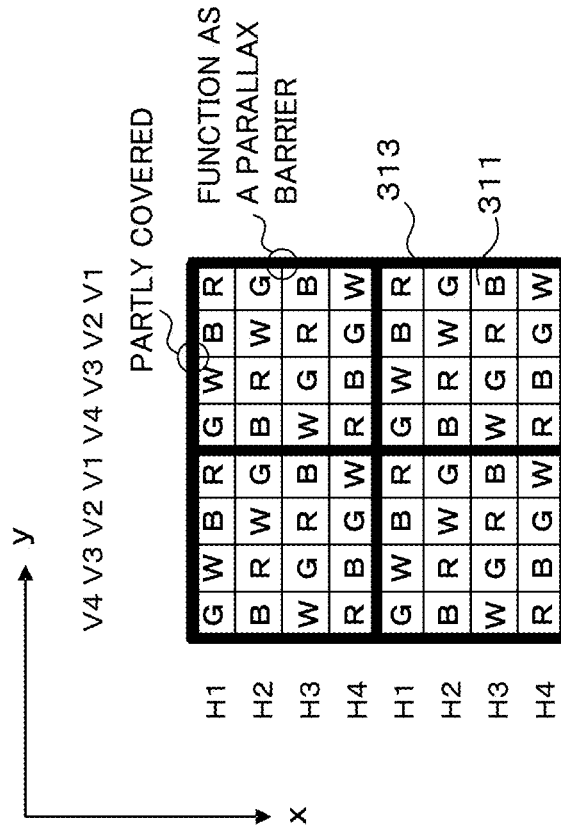 y
x
V4 V3 V2 V1 V4 V3 V2 V1
PARTLY COVERED
FUNCTION AS
A PARALLAX
BARRIER
H1 G W B R G W B R
H2 B R W G B R W G
H3 W G R B W G R B
H4 R B G W R B G W
313
H1 G W B R G W B R
H2 B R W G B R W G
H3 W G R B W G R B
311
H4 R B G W R B G W